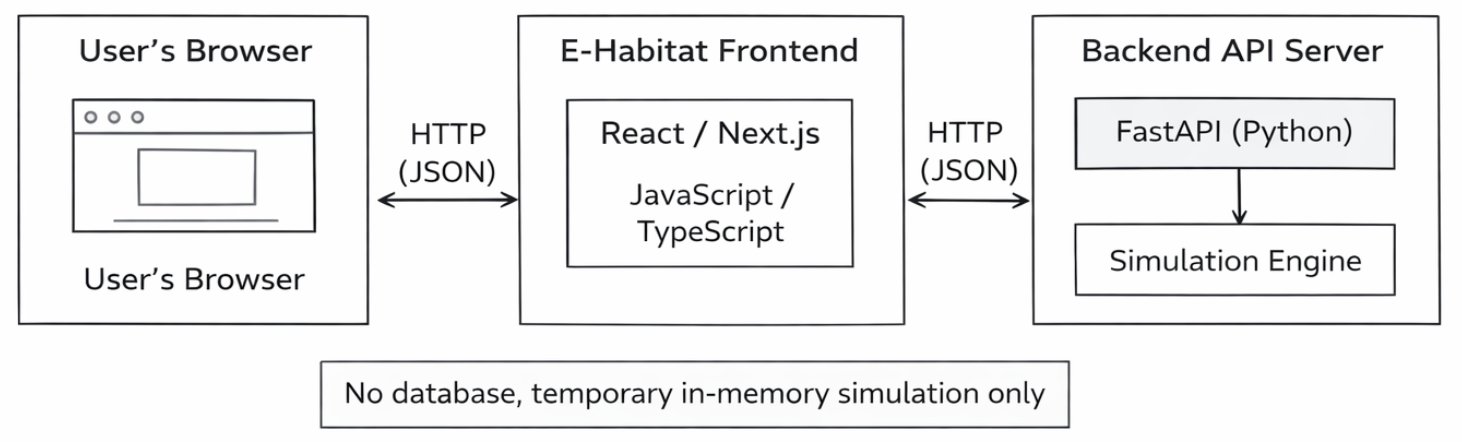 User’s Browser
User’s Browser
HTTP
(JSON)
E-Habitat Frontend
React / Next.js
JavaScript /
TypeScript
HTTP
(JSON)
Backend API Server
FastAPI (Python)
Simulation Engine
No database, temporary in-memory simulation only